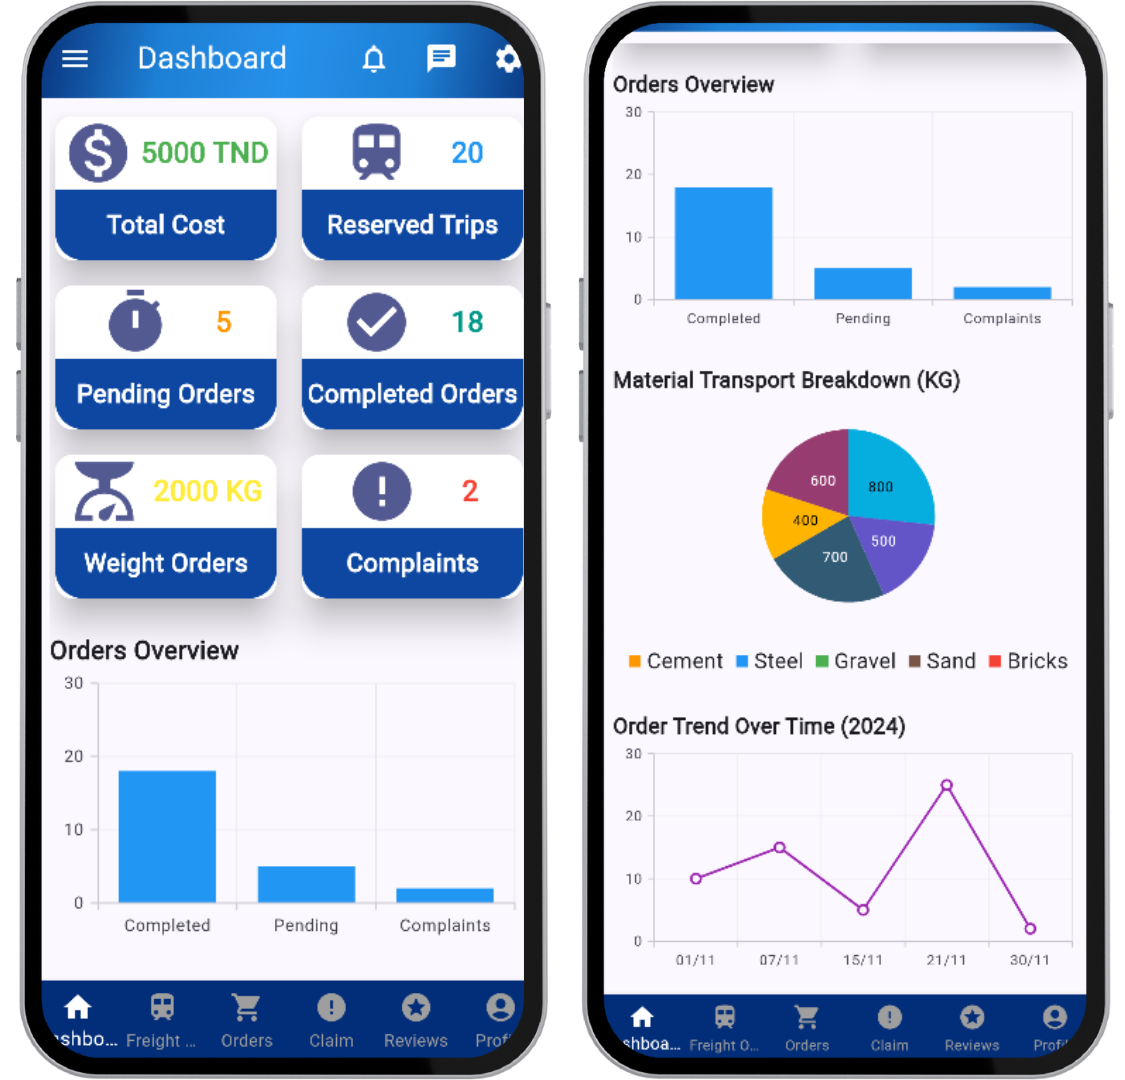 Dashboard
5000 TND
20
Total Cost
Reserved Trips
5
18
Pending Orders
Completed Orders
2000 KG
2
Weight Orders
Complaints
Orders Overview
30
20
10
0
Completed Pending Complaints
shbo... Freight ... Orders Claim Reviews Prof
Orders Overview
30
20
10
0
Completed Pending Complaints
Material Transport Breakdown (KG)
600 800
400 500
700
Cement Steel Gravel Sand Bricks
Order Trend Over Time (2024)
30
20
10
0
01/11 07/11 15/11 21/11 30/11
shboa... Freight O... Orders Claim Reviews Profil